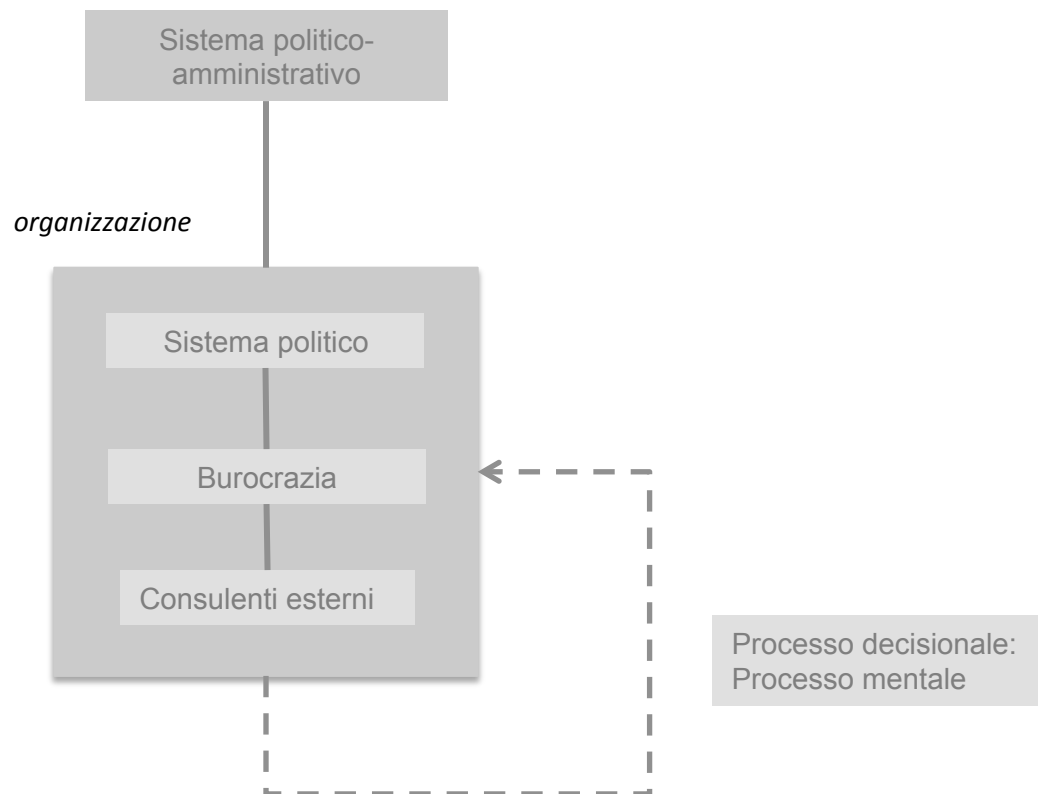 Sistema politico-
amministrativo
organizzazione
Sistema politico
Burocrazia
Consulenti esterni
Processo decisionale:
Processo mentale